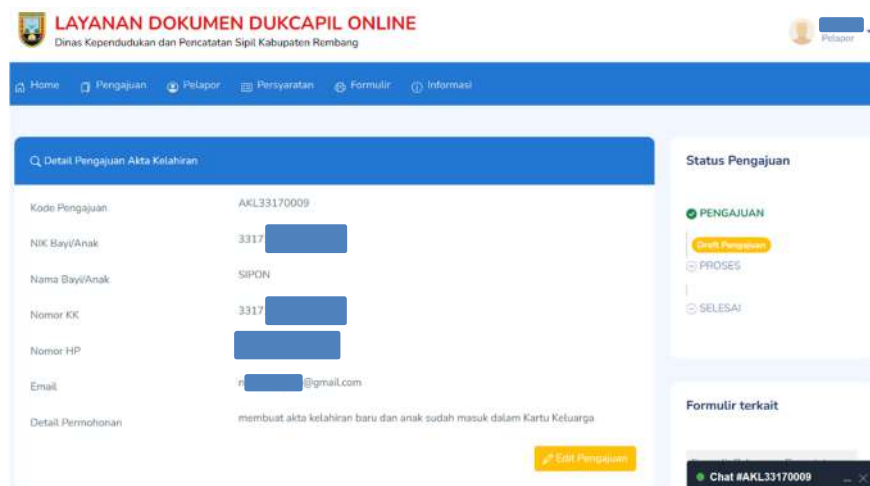 LAYANAN DOKUMEN DUKCAPIL ONLINE
Dinas Kependudukan dan Pencatatan Sipil Kabupaten Rembang
Pelapor
Home Pengajuan Pelapor Persyaratan Formulir Informasi
Detail Pengajuan Akta Kelahiran
Kode Pengajuan AKL33170009
NIK Bayi/Anak 3317
Nama Bayi/Anak SIPON
Nomor KK 3317
Nomor HP
Email n @gmail.com
Detail Permohonan membuat akta kelahiran baru dan anak sudah masuk dalam Kartu Keluarga
Edit Pengajuan
Status Pengajuan
PENGAJUAN
Draft Pengajuan
PROSES
SELESAI
Formulir terkait
Chat #AKL33170009